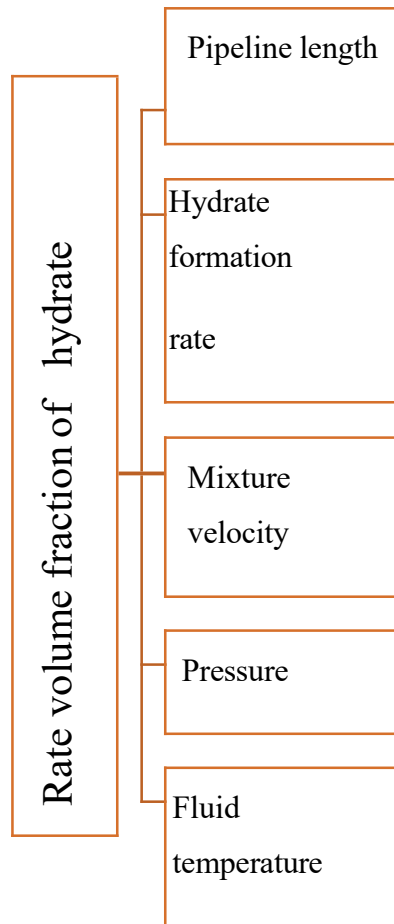 Rate volume fraction of hydrate
Pipeline length
Hydrate
formation
rate
Mixture
velocity
Pressure
Fluid
temperature